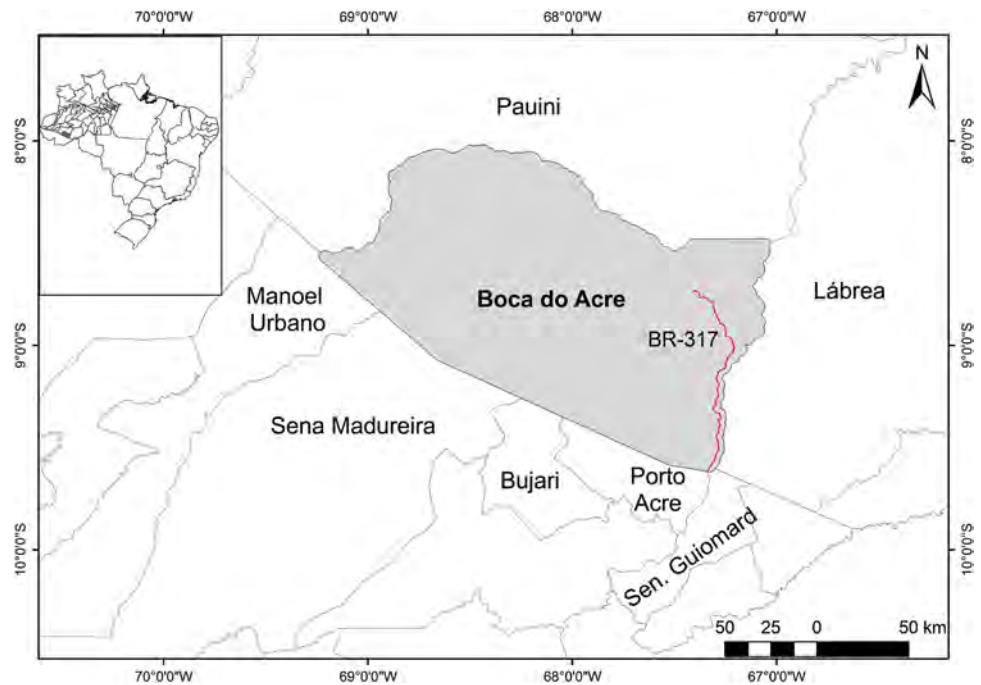 70°0'0"W 69°0'0"W 68°0'0"W 67°0'0"W
N
Pauini
8°0'0"S 8°0'0"S
Manoel
Urbano
Boca do Acre
Lábrea
BR-317
9°0'0"S 9°0'0"S
Sena Madureira
Bujari
Porto
Acre
Sen. Guiomard
10°0'0"S 10°0'0"S
50 25 0 50 km
70°0'0"W 69°0'0"W 68°0'0"W 67°0'0"W